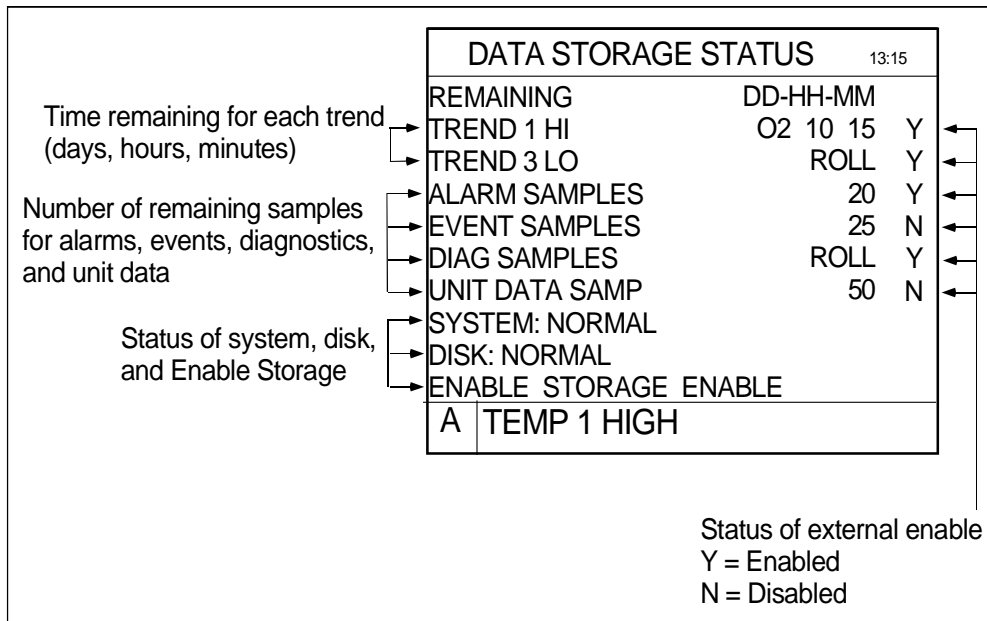 DATA STORAGE STATUS 13:15
REMAINING DD-HH-MM
TREND 1 HI O2 10 15 Y
TREND 3 LO ROLL Y
ALARM SAMPLES 20 Y
EVENT SAMPLES 25 N
DIAG SAMPLES ROLL Y
UNIT DATA SAMP 50 N
SYSTEM: NORMAL
DISK: NORMAL
ENABLE STORAGE ENABLE
A TEMP 1 HIGH
Time remaining for each trend
(days, hours, minutes)
Number of remaining samples
for alarms, events, diagnostics,
and unit data
Status of system, disk,
and Enable Storage
Status of external enable
Y = Enabled
N = Disabled